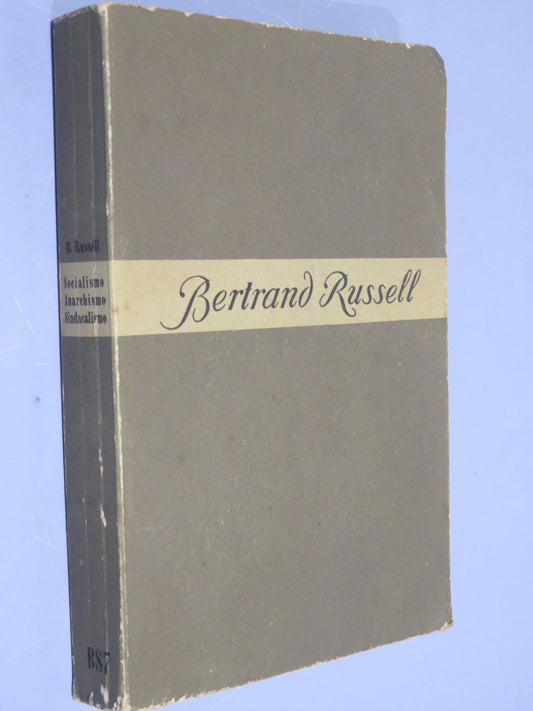 B. Russell
Socialismo
Anarchismo
Sindacalismo
BS7
Bertrand Russell